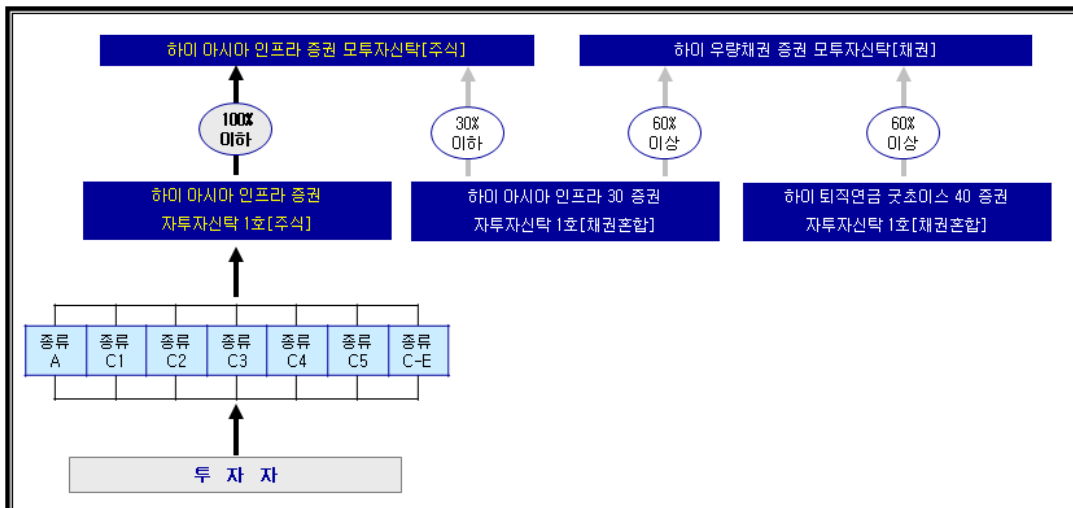 하이 아시아 인프라 증권 모투자신탁[주식]
하이 우량채권 증권 모투자신탁[채권]
100%
이하
30%
이하
60%
이상
60%
이상
하이 아시아 인프라 증권
자투자신탁 1호[주식]
하이 아시아 인프라 30 증권
자투자신탁 1호[채권혼합]
하이 퇴직연금 굿초이스 40 증권
자투자신탁 1호[채권혼합]
종류
A
종류
C1
종류
C2
종류
C3
종류
C4
종류
C5
종류
C-E
투 자 자